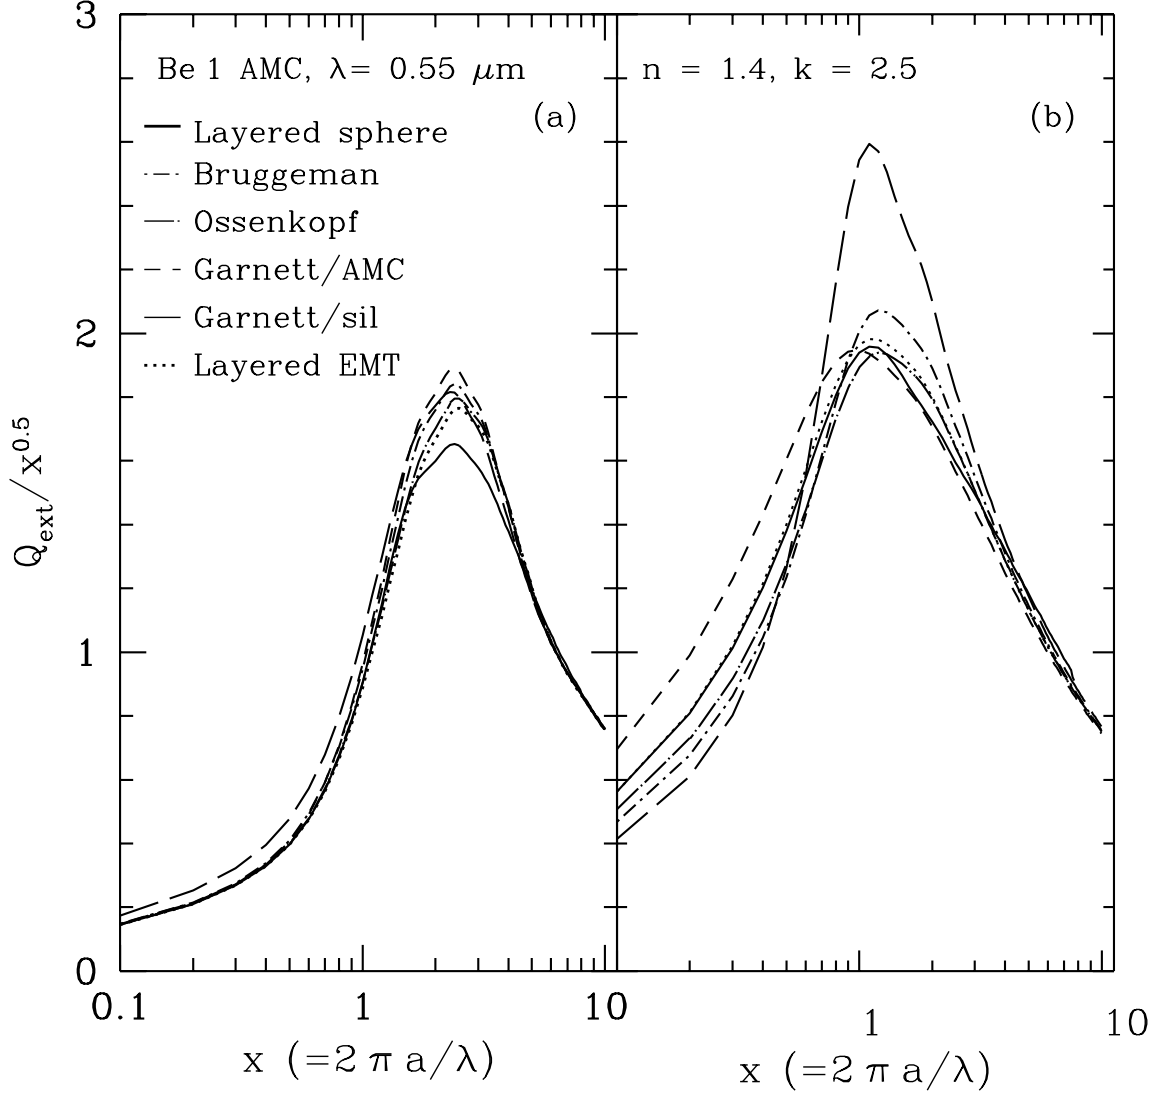 3
2
1
0
Q_ext/x^0.5
Be 1 AMC, λ= 0.55 μm
(a)
Layered sphere
Bruggeman
Ossenkopf
Garnett/AMC
Garnett/sil
Layered EMT
0.1
1
10
x (=2 π a/λ)
n = 1.4, k = 2.5
(b)
1
10
x (=2 π a/λ)